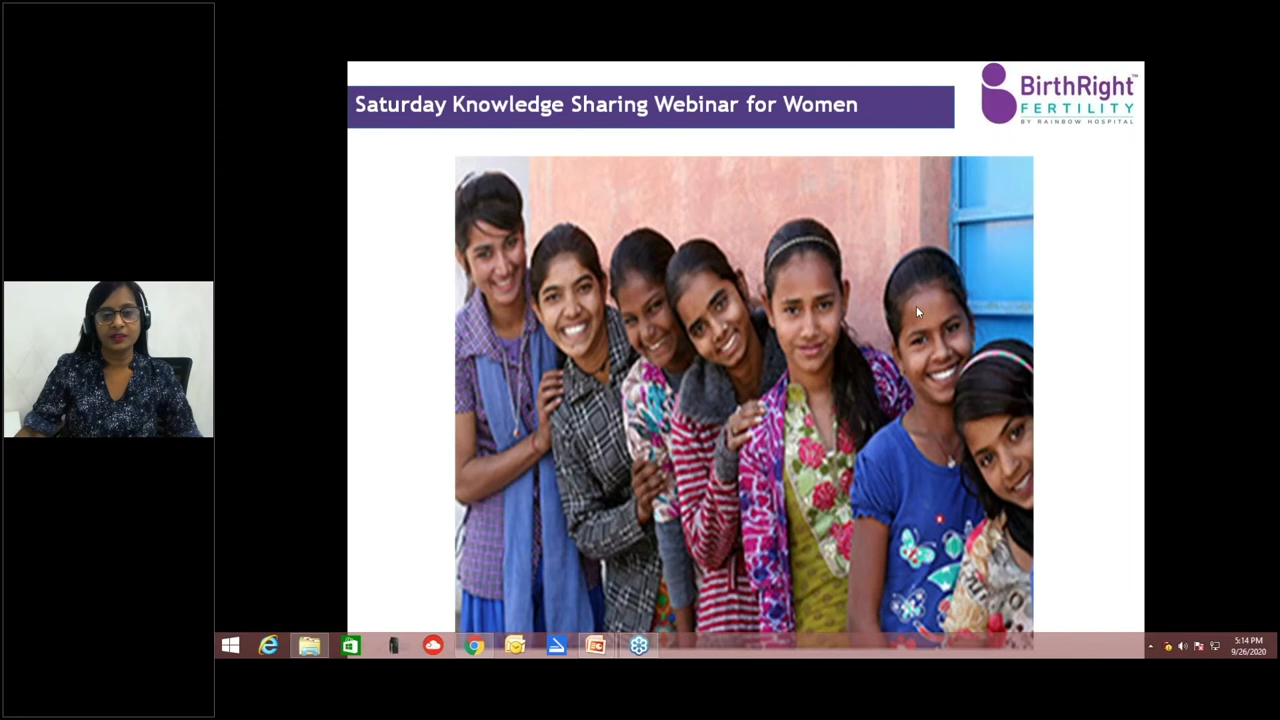 Saturday Knowledge Sharing Webinar for Women
BirthRight™
FERTILITY
BY RAINBOW HOSPITAL
5:14 PM
9/26/2020